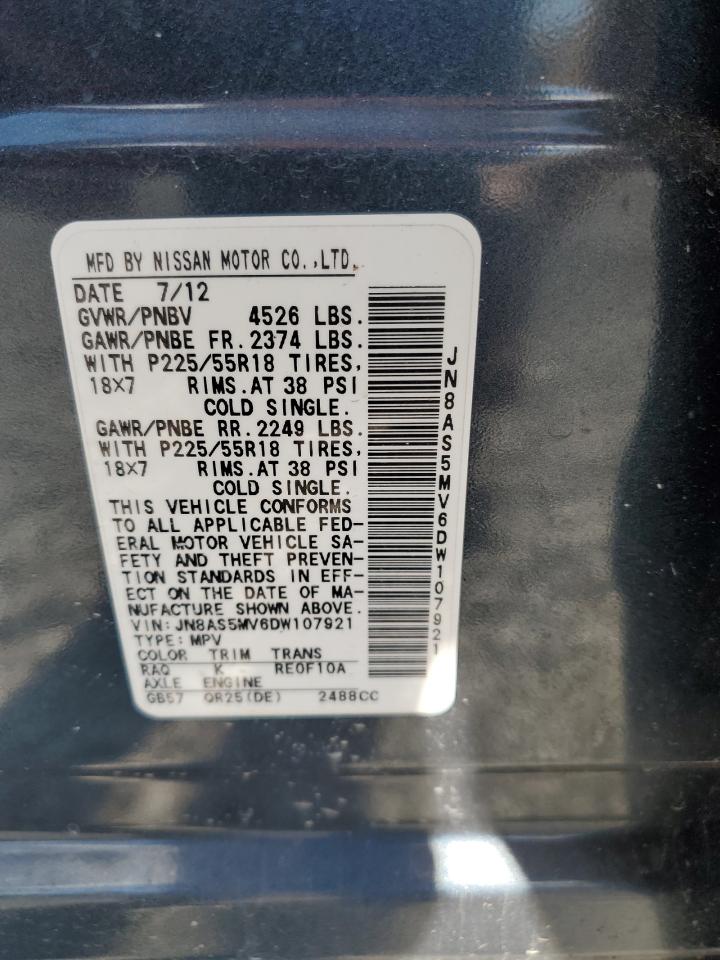 MFD BY NISSAN MOTOR CO.,LTD.
DATE 7/12
GVWR/PNBV 4526 LBS.
GAWR/PNBE FR.2374 LBS.
WITH P225/55R18 TIRES,
18×7 RIMS.AT 38 PSI
COLD SINGLE.
GAWR/PNBE RR.2249 LBS.
WITH P225/55R18 TIRES,
18×7 RIMS.AT 38 PSI
COLD SINGLE.
THIS VEHICLE CONFORMS
TO ALL APPLICABLE FED-
ERAL MOTOR VEHICLE SA-
FETY AND THEFT PREVEN-
TION STANDARDS IN EFF-
ECT ON THE DATE OF MA-
NUFACTURE SHOWN ABOVE.
VIN:JN8AS5MV6DW107921
TYPE:MPV
COLOR TRIM TRANS
RAQ K RE0F10A
AXLE ENGINE
GB57 QR25(DE) 2488CC
JN8AS5MV6DW107921